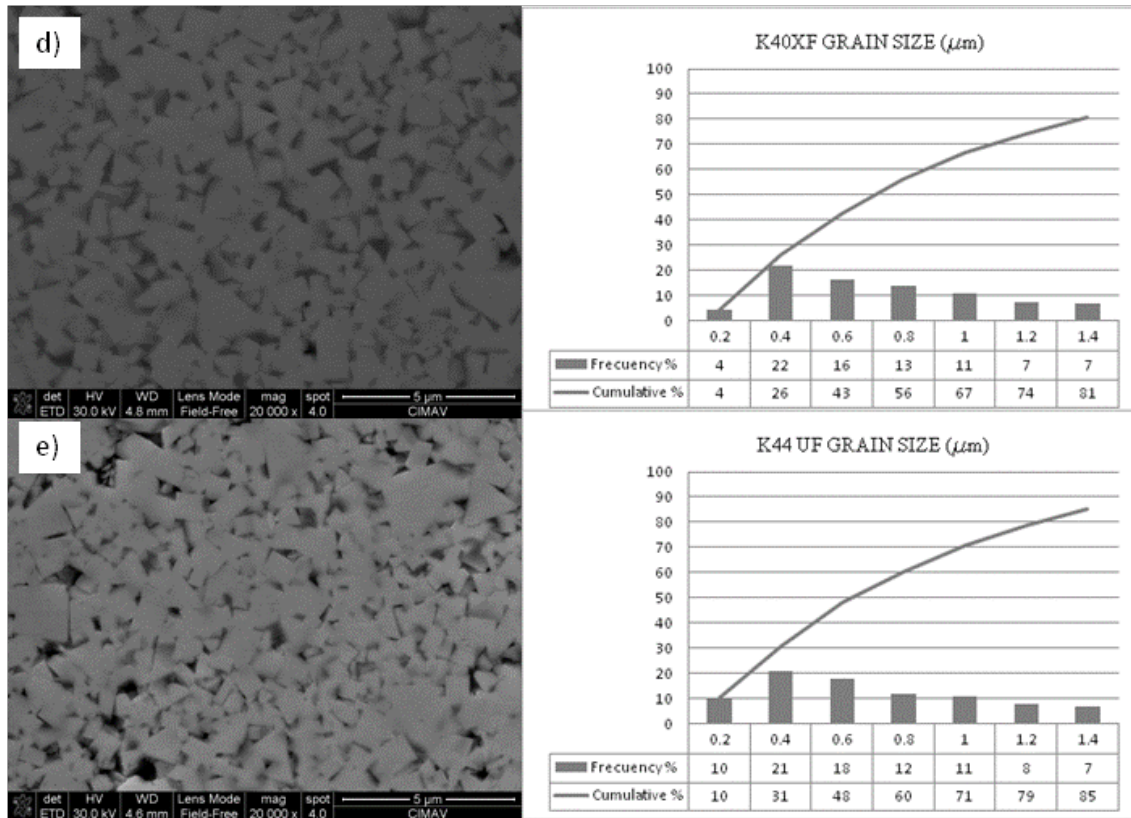 d)
det HV WD Lens Mode mag spot 5 μm
ETD 30.0 kV 4.8 mm Field-Free 20 000 x 4.0 CIMAV
K40XF GRAIN SIZE (μm)
100
90
80
70
60
50
40
30
20
10
0
0.2 0.4 0.6 0.8 1 1.2 1.4
Frecuency % 4 22 16 13 11 7 7
Cumulative % 4 26 43 56 67 74 81
e)
det HV WD Lens Mode mag spot 5 μm
ETD 30.0 kV 4.6 mm Field-Free 20 000 x 4.0 CIMAV
K44 UF GRAIN SIZE (μm)
100
90
80
70
60
50
40
30
20
10
0
0.2 0.4 0.6 0.8 1 1.2 1.4
Frecuency % 10 21 18 12 11 8 7
Cumulative % 10 31 48 60 71 79 85